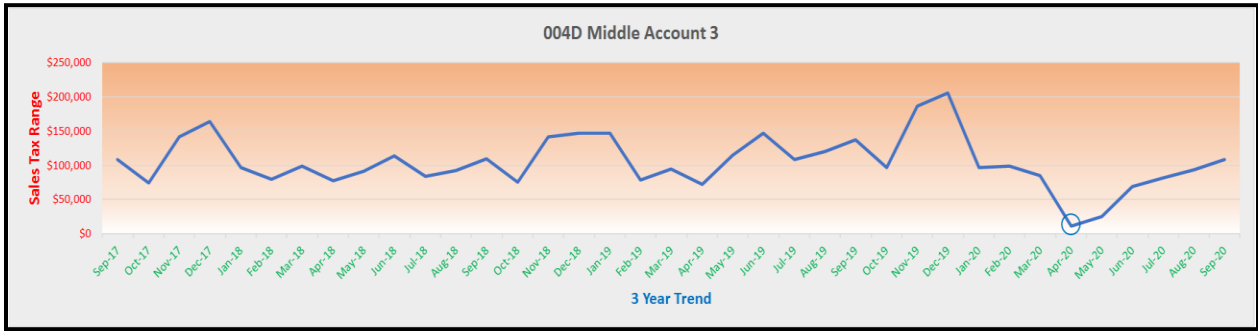 004D Middle Account 3
$250,000
$200,000
$150,000
$100,000
$50,000
$0
Sales Tax Range
Sep-17
Oct-17
Nov-17
Dec-17
Jan-18
Feb-18
Mar-18
Apr-18
May-18
Jun-18
Jul-18
Aug-18
Sep-18
Oct-18
Nov-18
Dec-18
Jan-19
Feb-19
Mar-19
Apr-19
May-19
Jun-19
Jul-19
Aug-19
Sep-19
Oct-19
Nov-19
Dec-19
Jan-20
Feb-20
Mar-20
Apr-20
May-20
Jun-20
Jul-20
Aug-20
Sep-20
3 Year Trend